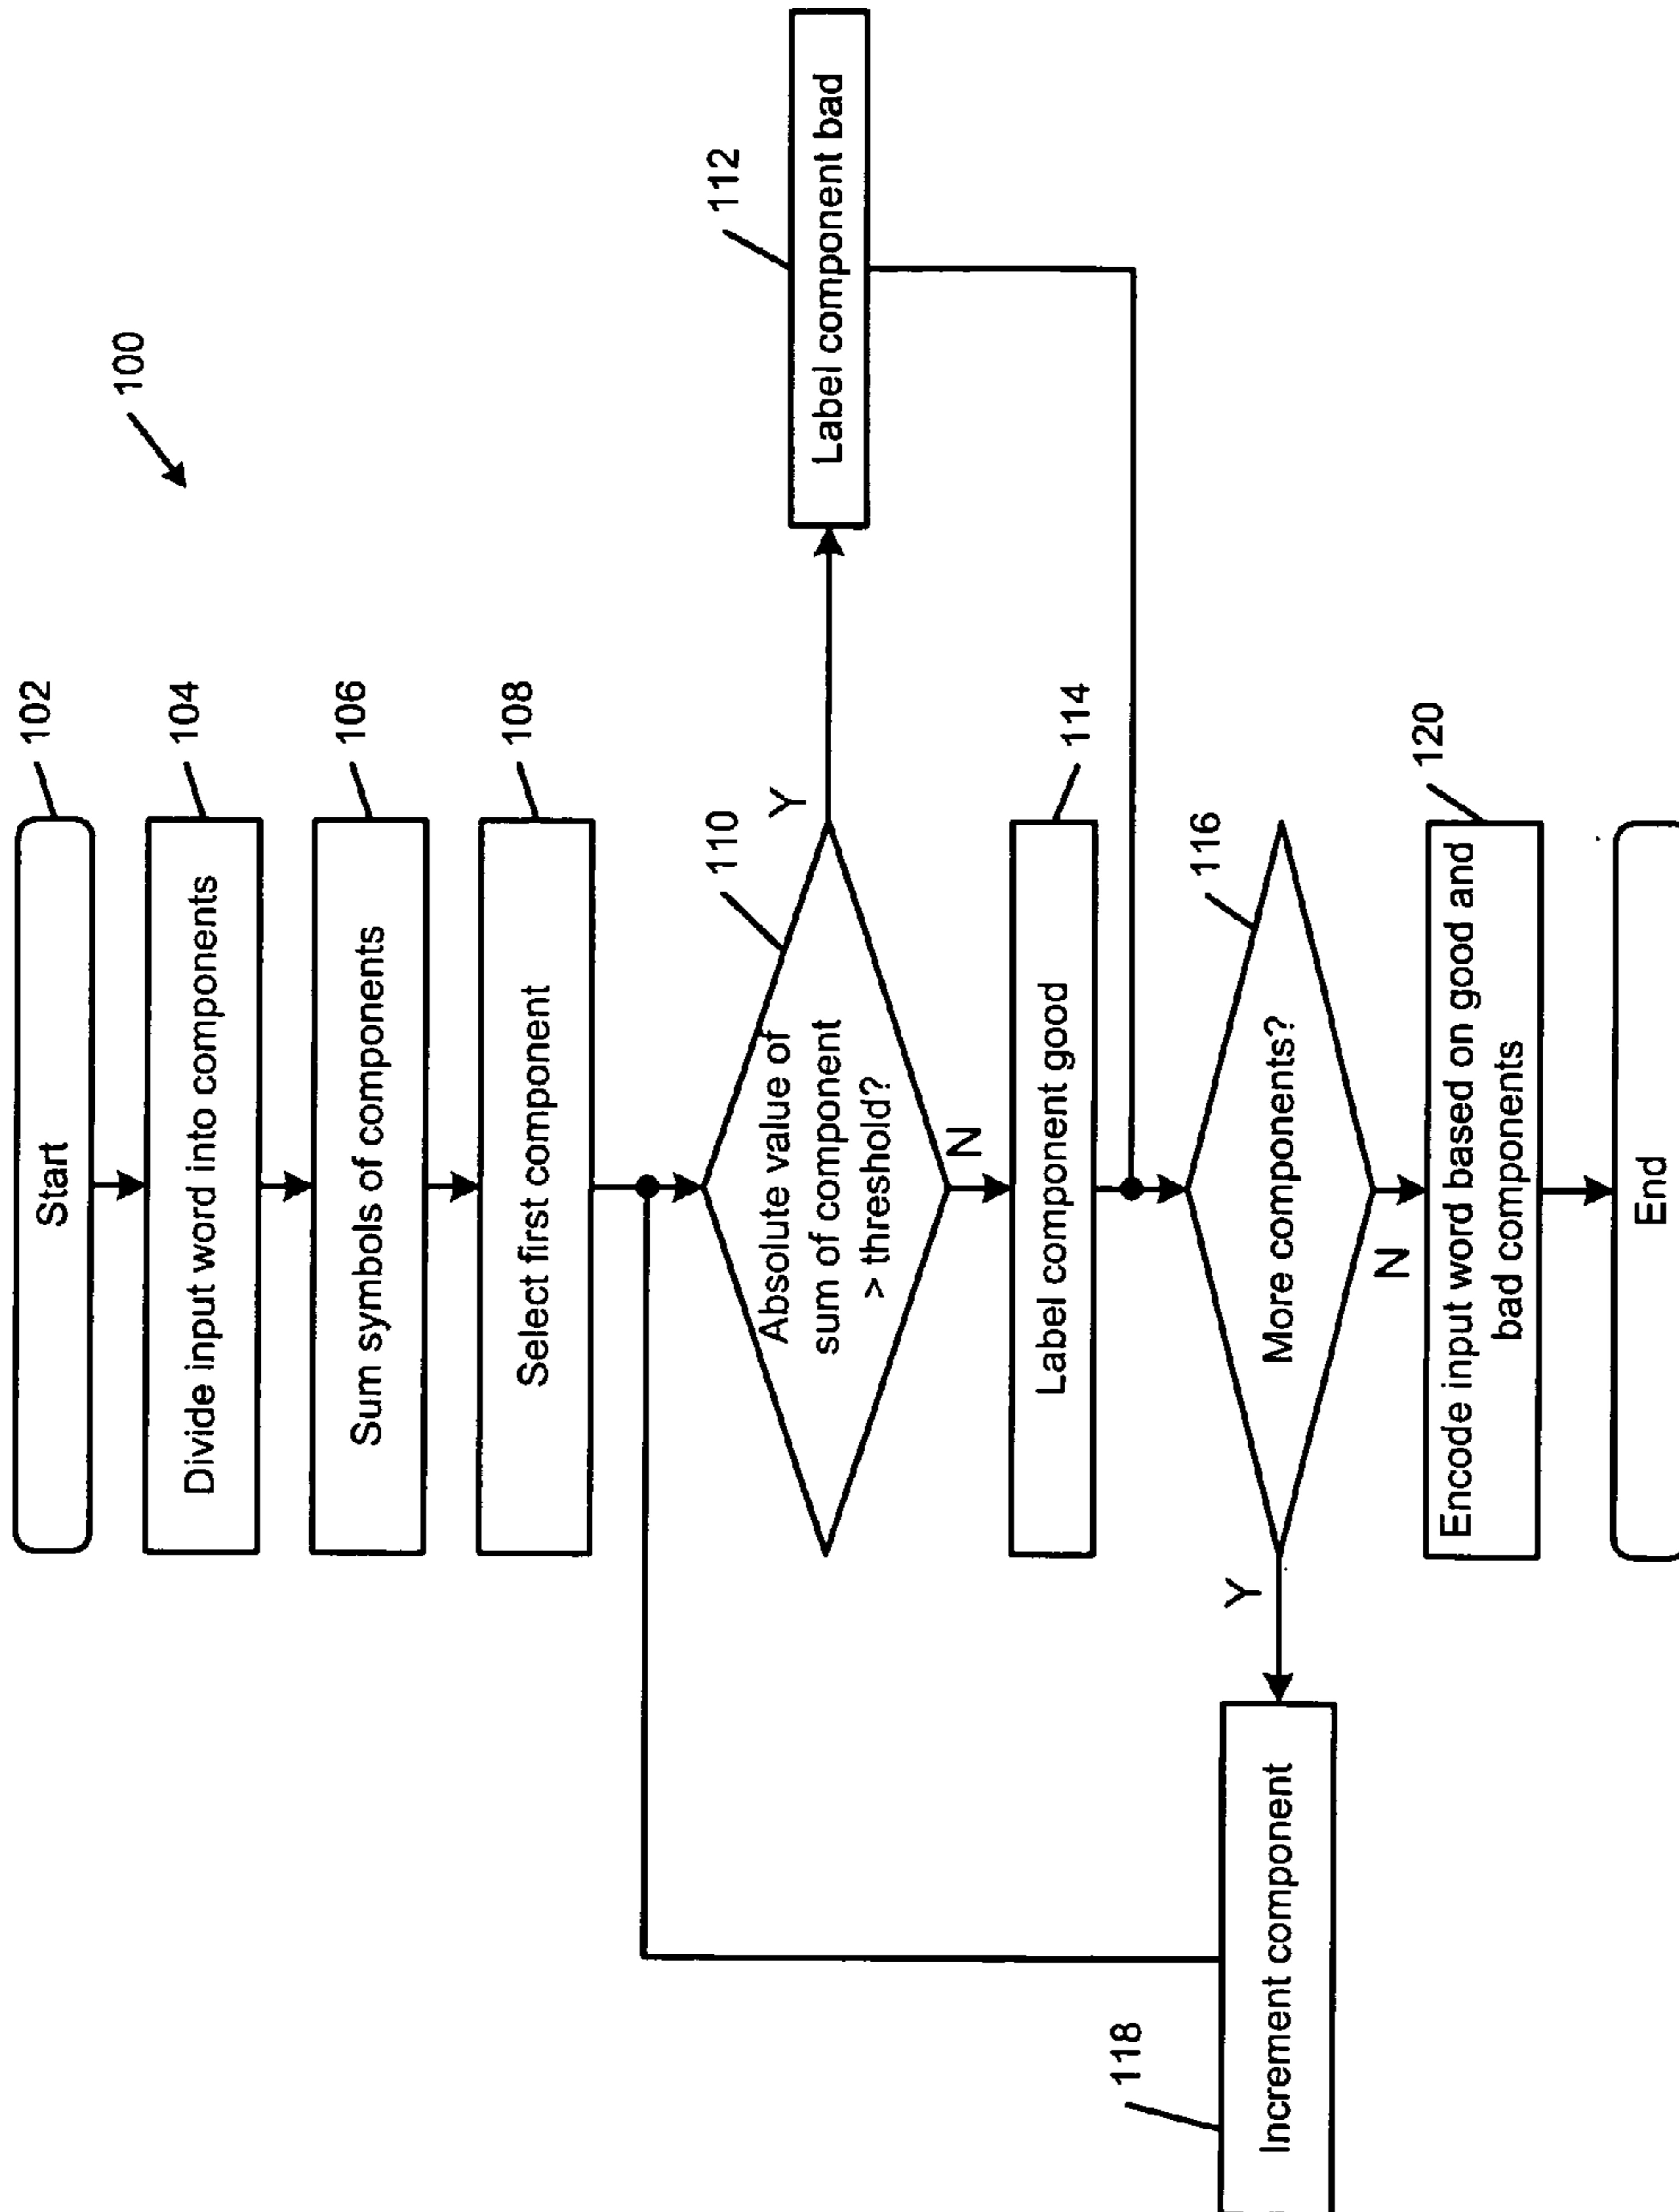 100
Start
102
Divide input word into components
104
Sum symbols of components
106
Select first component
108
Absolute value of
sum of component
> threshold?
110
Y
Label component bad
112
N
Label component good
114
More components?
116
Y
Increment component
118
N
Encode input word based on good and
bad components
120
End